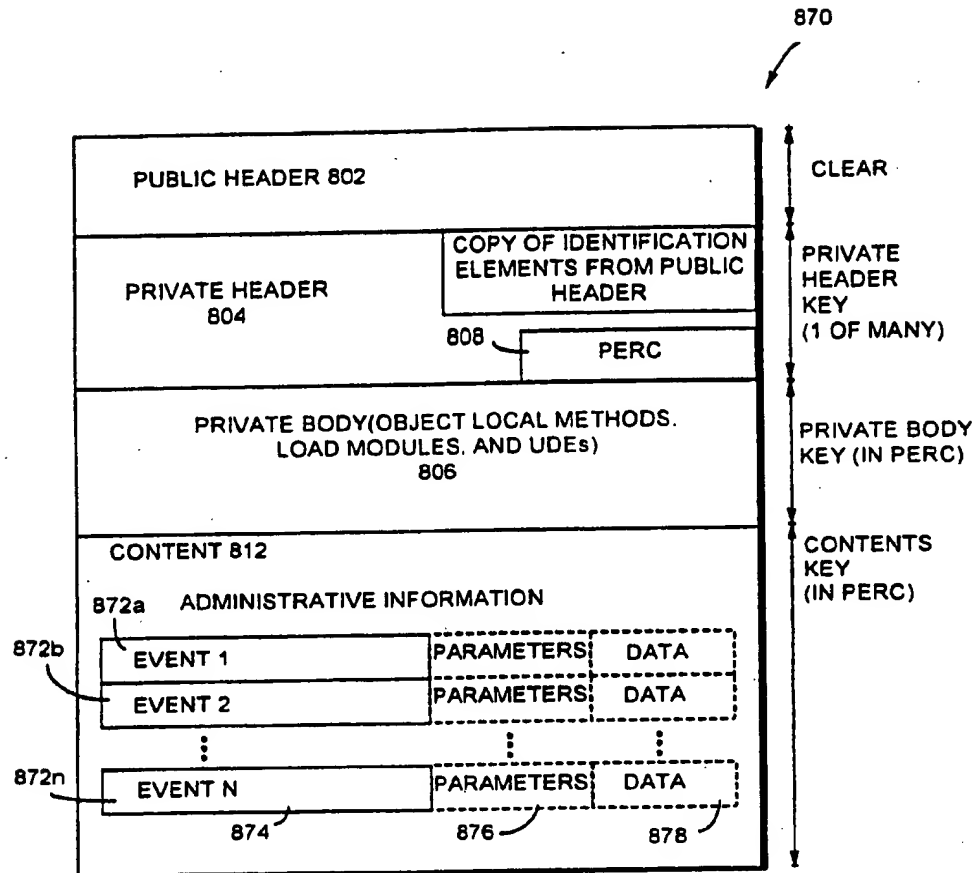 870
PUBLIC HEADER 802
CLEAR
COPY OF IDENTIFICATION
ELEMENTS FROM PUBLIC
HEADER
PRIVATE HEADER
804
PRIVATE
HEADER
KEY
(1 OF MANY)
808
PERC
PRIVATE BODY(OBJECT LOCAL METHODS.
LOAD MODULES, AND UDEs)
806
PRIVATE BODY
KEY (IN PERC)
CONTENT 812
CONTENTS
KEY
(IN PERC)
872a
ADMINISTRATIVE INFORMATION
872b
EVENT 1 PARAMETERS DATA
EVENT 2 PARAMETERS DATA
872n
EVENT N PARAMETERS DATA
874 876 878